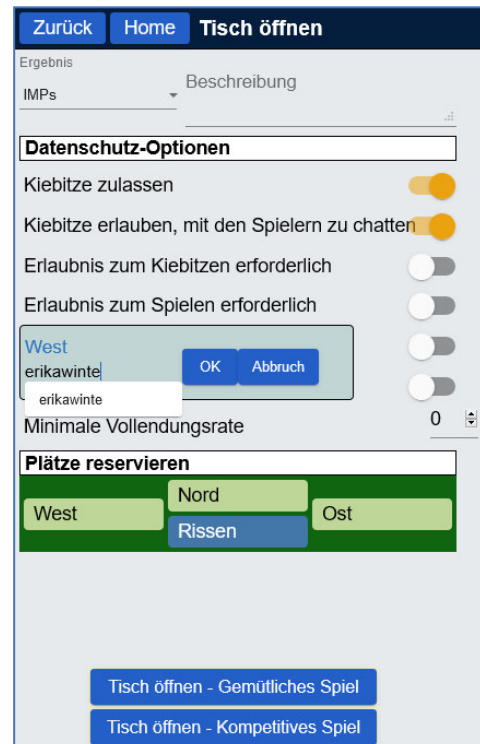 Zurück Home Tisch öffnen
Ergebnis
IMPs
Beschreibung
Datenschutz-Optionen
Kiebitze zulassen
Kiebitze erlauben, mit den Spielern zu chatten
Erlaubnis zum Kiebitzen erforderlich
Erlaubnis zum Spielen erforderlich
West
erikawinte OK Abbruch
erikawinte
Minimale Vollendungsrate 0
Plätze reservieren
Nord
West Ost
Rissen
Tisch öffnen - Gemütliches Spiel
Tisch öffnen - Kompetitives Spiel